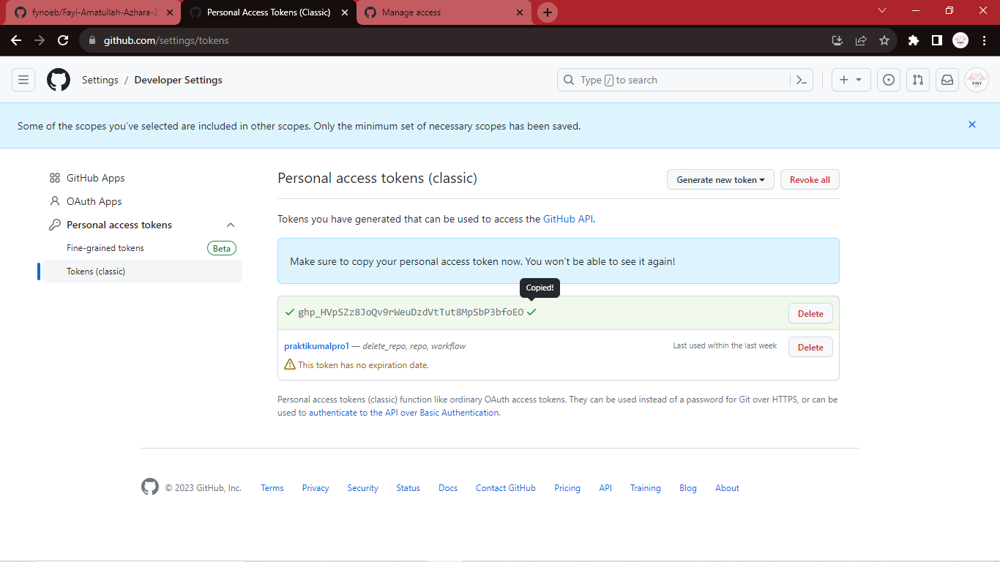 fynoeb/Fayi-Amatullah-Azhara-2
Personal Access Tokens (Classic)
Manage access
github.com/settings/tokens
Settings / Developer Settings
Type / to search
FAYI
Some of the scopes you've selected are included in other scopes. Only the minimum set of necessary scopes has been saved.
GitHub Apps
OAuth Apps
Personal access tokens
Fine-grained tokens Beta
Tokens (classic)
Personal access tokens (classic)
Generate new token
Revoke all
Tokens you have generated that can be used to access the GitHub API.
Make sure to copy your personal access token now. You won't be able to see it again!
Copied!
[access token redacted]
Delete
praktikumalpro1 — delete_repo, repo, workflow
Last used within the last week
Delete
This token has no expiration date.
Personal access tokens (classic) function like ordinary OAuth access tokens. They can be used instead of a password for Git over HTTPS, or can be
used to authenticate to the API over Basic Authentication.
© 2023 GitHub, Inc. Terms Privacy Security Status Docs Contact GitHub Pricing API Training Blog About